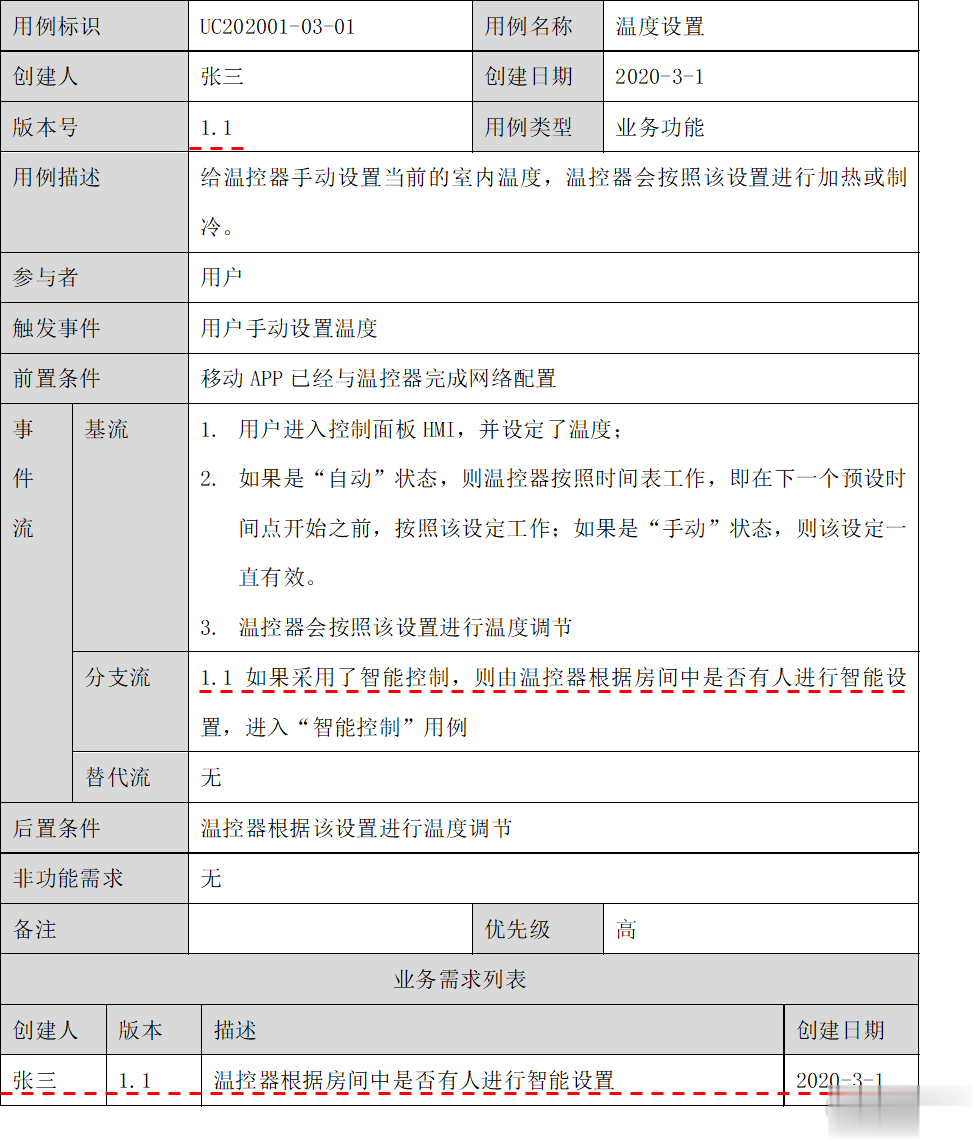 用例标识 UC202001-03-01 用例名称 温度设置
创建人 张三 创建日期 2020-3-1
版本号 1.1 用例类型 业务功能
用例描述 给温控器手动设置当前的室内温度，温控器会按照该设置进行加热或制
冷。
参与者 用户
触发事件 用户手动设置温度
前置条件 移动 APP 已经与温控器完成网络配置
事 基流 1. 用户进入控制面板 HMI，并设定了温度；
件 2. 如果是“自动”状态，则温控器按照时间表工作，即在下一个预设时
流 间点开始之前，按照该设定工作；如果是“手动”状态，则该设定一
直有效。
3. 温控器会按照该设置进行温度调节
分支流 1.1 如果采用了智能控制，则由温控器根据房间中是否有人进行智能设
置，进入“智能控制”用例
替代流 无
后置条件 温控器根据该设置进行温度调节
非功能需求 无
备注 优先级 高
业务需求列表
创建人 版本 描述 创建日期
张三 1.1 温控器根据房间中是否有人进行智能设置 2020-3-1